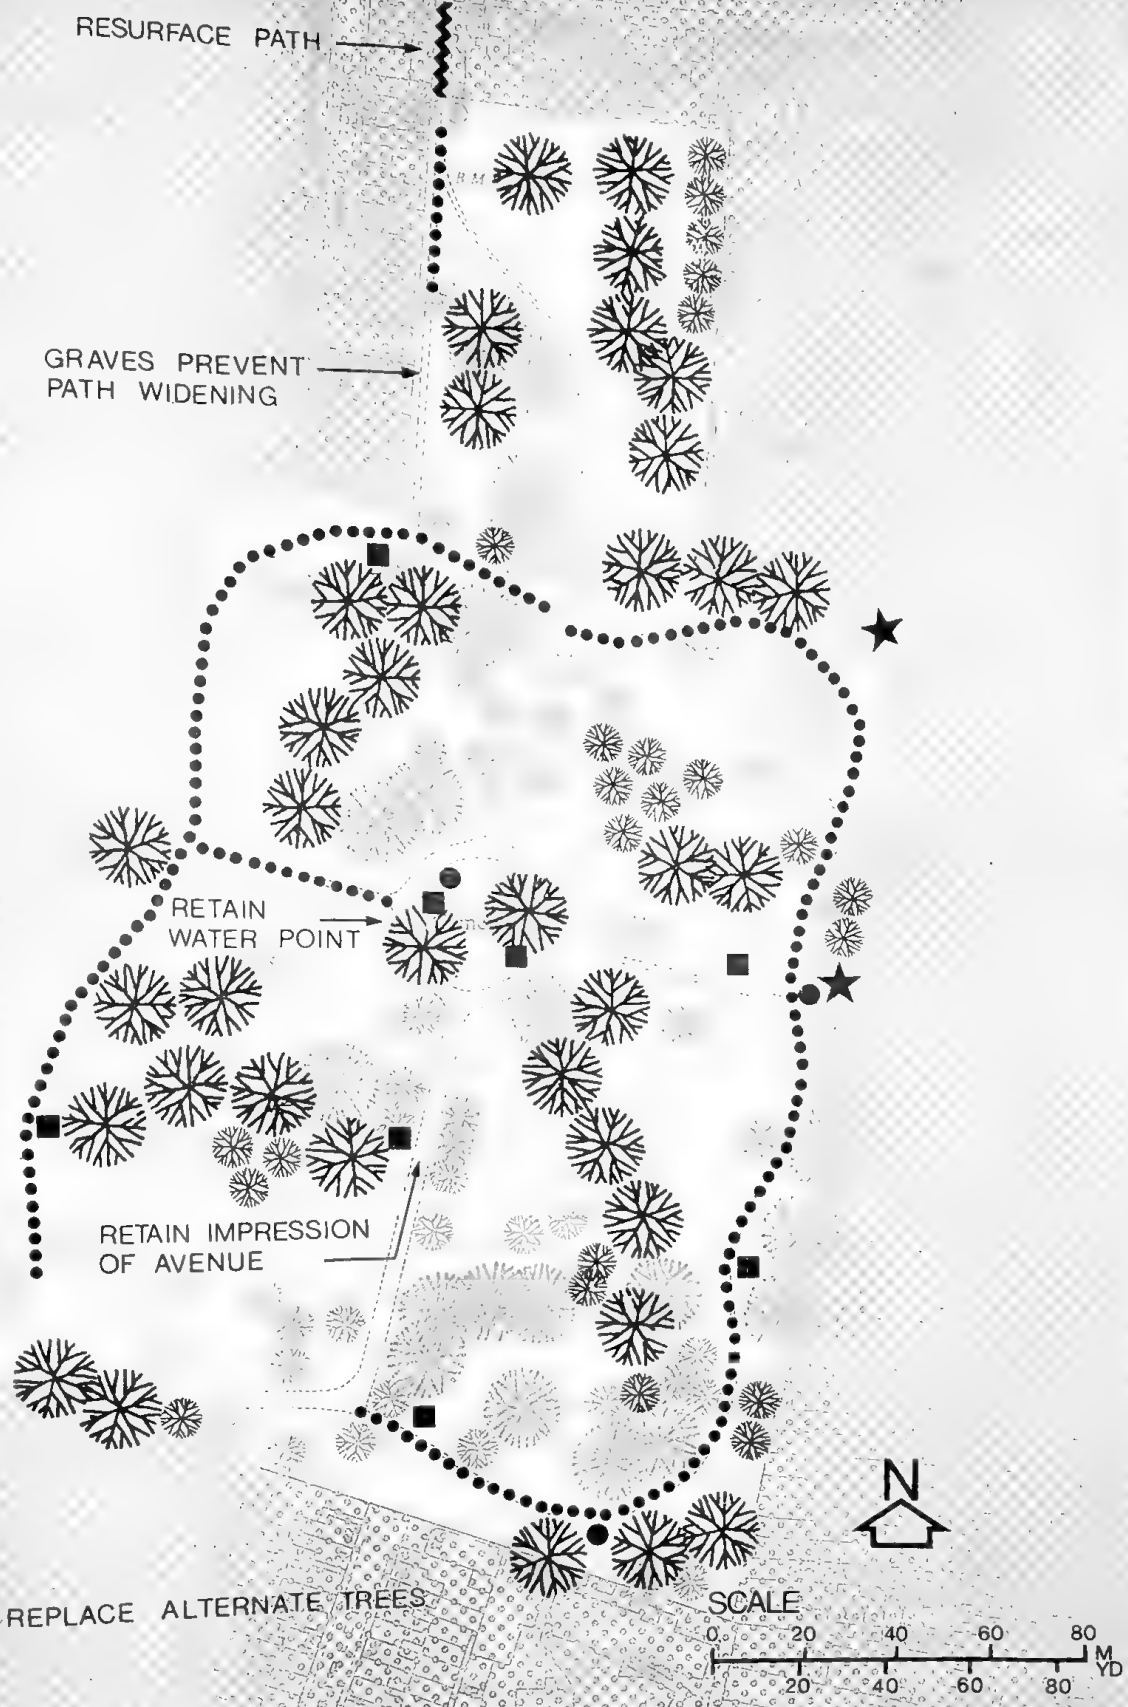 RESURFACE PATH
BM
GRAVES PREVENT
PATH WIDENING
RETAIN
WATER POINT
RETAIN IMPRESSION
OF AVENUE
N
REPLACE ALTERNATE TREES
SCALE
0 20 40 60 80
M
YD
20 40 60 80